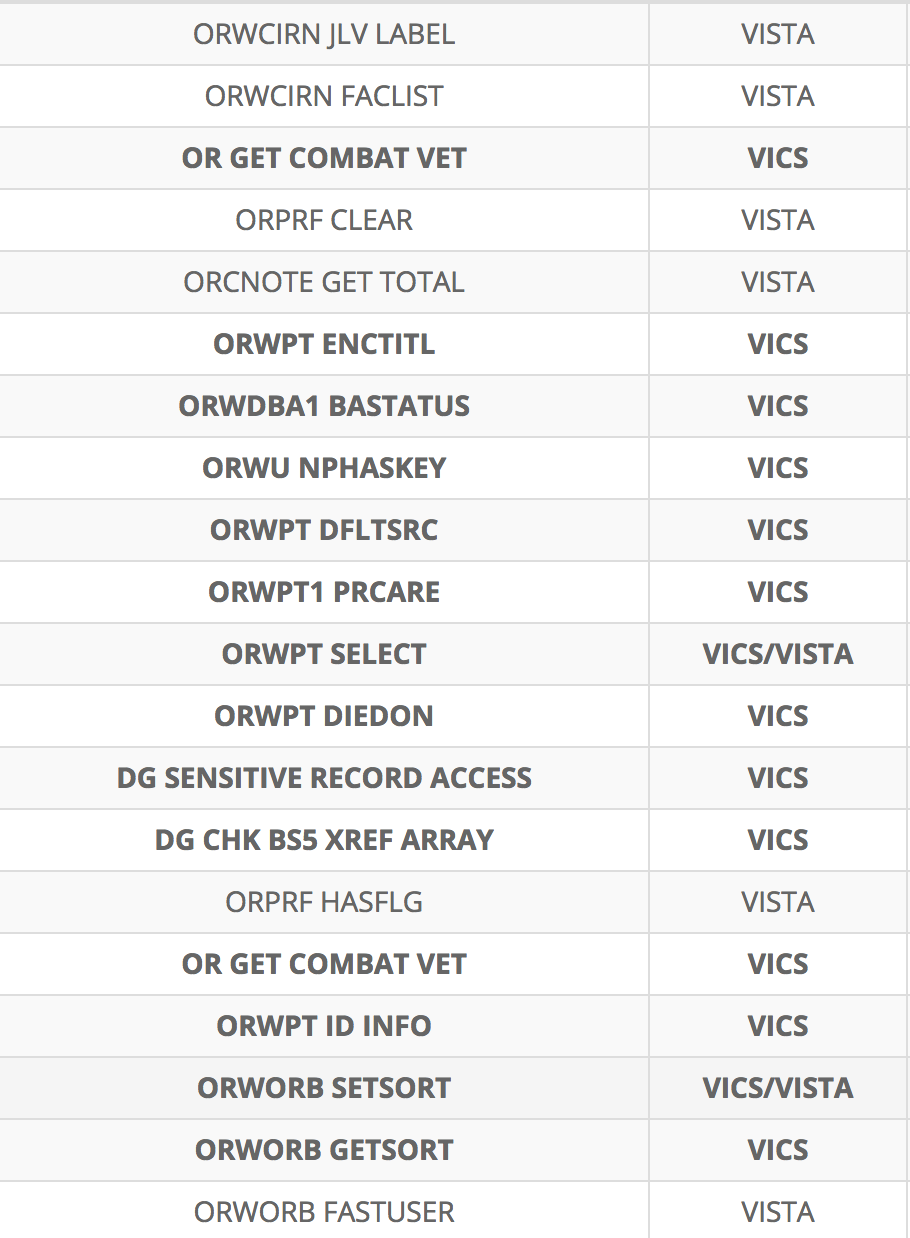 ORWCIRN JLV LABEL VISTA
ORWCIRN FACLIST VISTA
OR GET COMBAT VET VICS
ORPRF CLEAR VISTA
ORCNOTE GET TOTAL VISTA
ORWPT ENCTITL VICS
ORWDBA1 BASTATUS VICS
ORWU NPHASKEY VICS
ORWPT DFLTSRC VICS
ORWPT1 PRCARE VICS
ORWPT SELECT VICS/VISTA
ORWPT DIEDON VICS
DG SENSITIVE RECORD ACCESS VICS
DG CHK BS5 XREF ARRAY VICS
ORPRF HASFLG VISTA
OR GET COMBAT VET VICS
ORWPT ID INFO VICS
ORWORB SETSORT VICS/VISTA
ORWORB GETSORT VICS
ORWORB FASTUSER VISTA